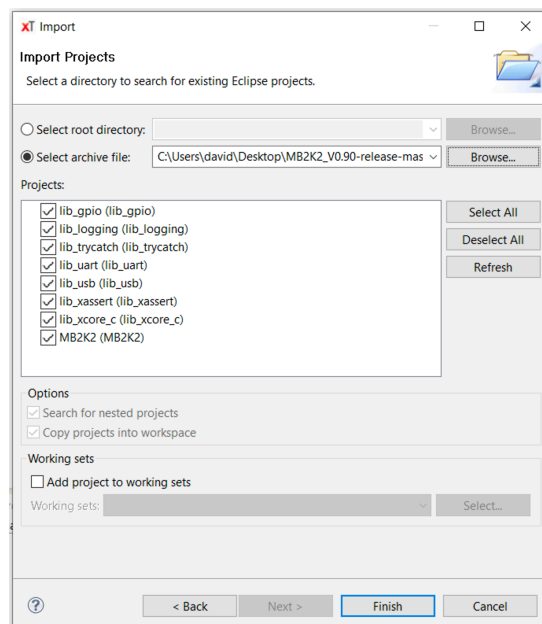 xT Import
Import Projects
Select a directory to search for existing Eclipse projects.
Select root directory:
Browse...
Select archive file:
C:\Users\david\Desktop\MB2K2_V0.90-release-mas
Browse...
Projects:
lib_gpio (lib_gpio)
lib_logging (lib_logging)
lib_trycatch (lib_trycatch)
lib_uart (lib_uart)
lib_usb (lib_usb)
lib_xassert (lib_xassert)
lib_xcore_c (lib_xcore_c)
MB2K2 (MB2K2)
Select All
Deselect All
Refresh
Options
Search for nested projects
Copy projects into workspace
Working sets
Add project to working sets
Working sets:
Select...
?
< Back
Next >
Finish
Cancel